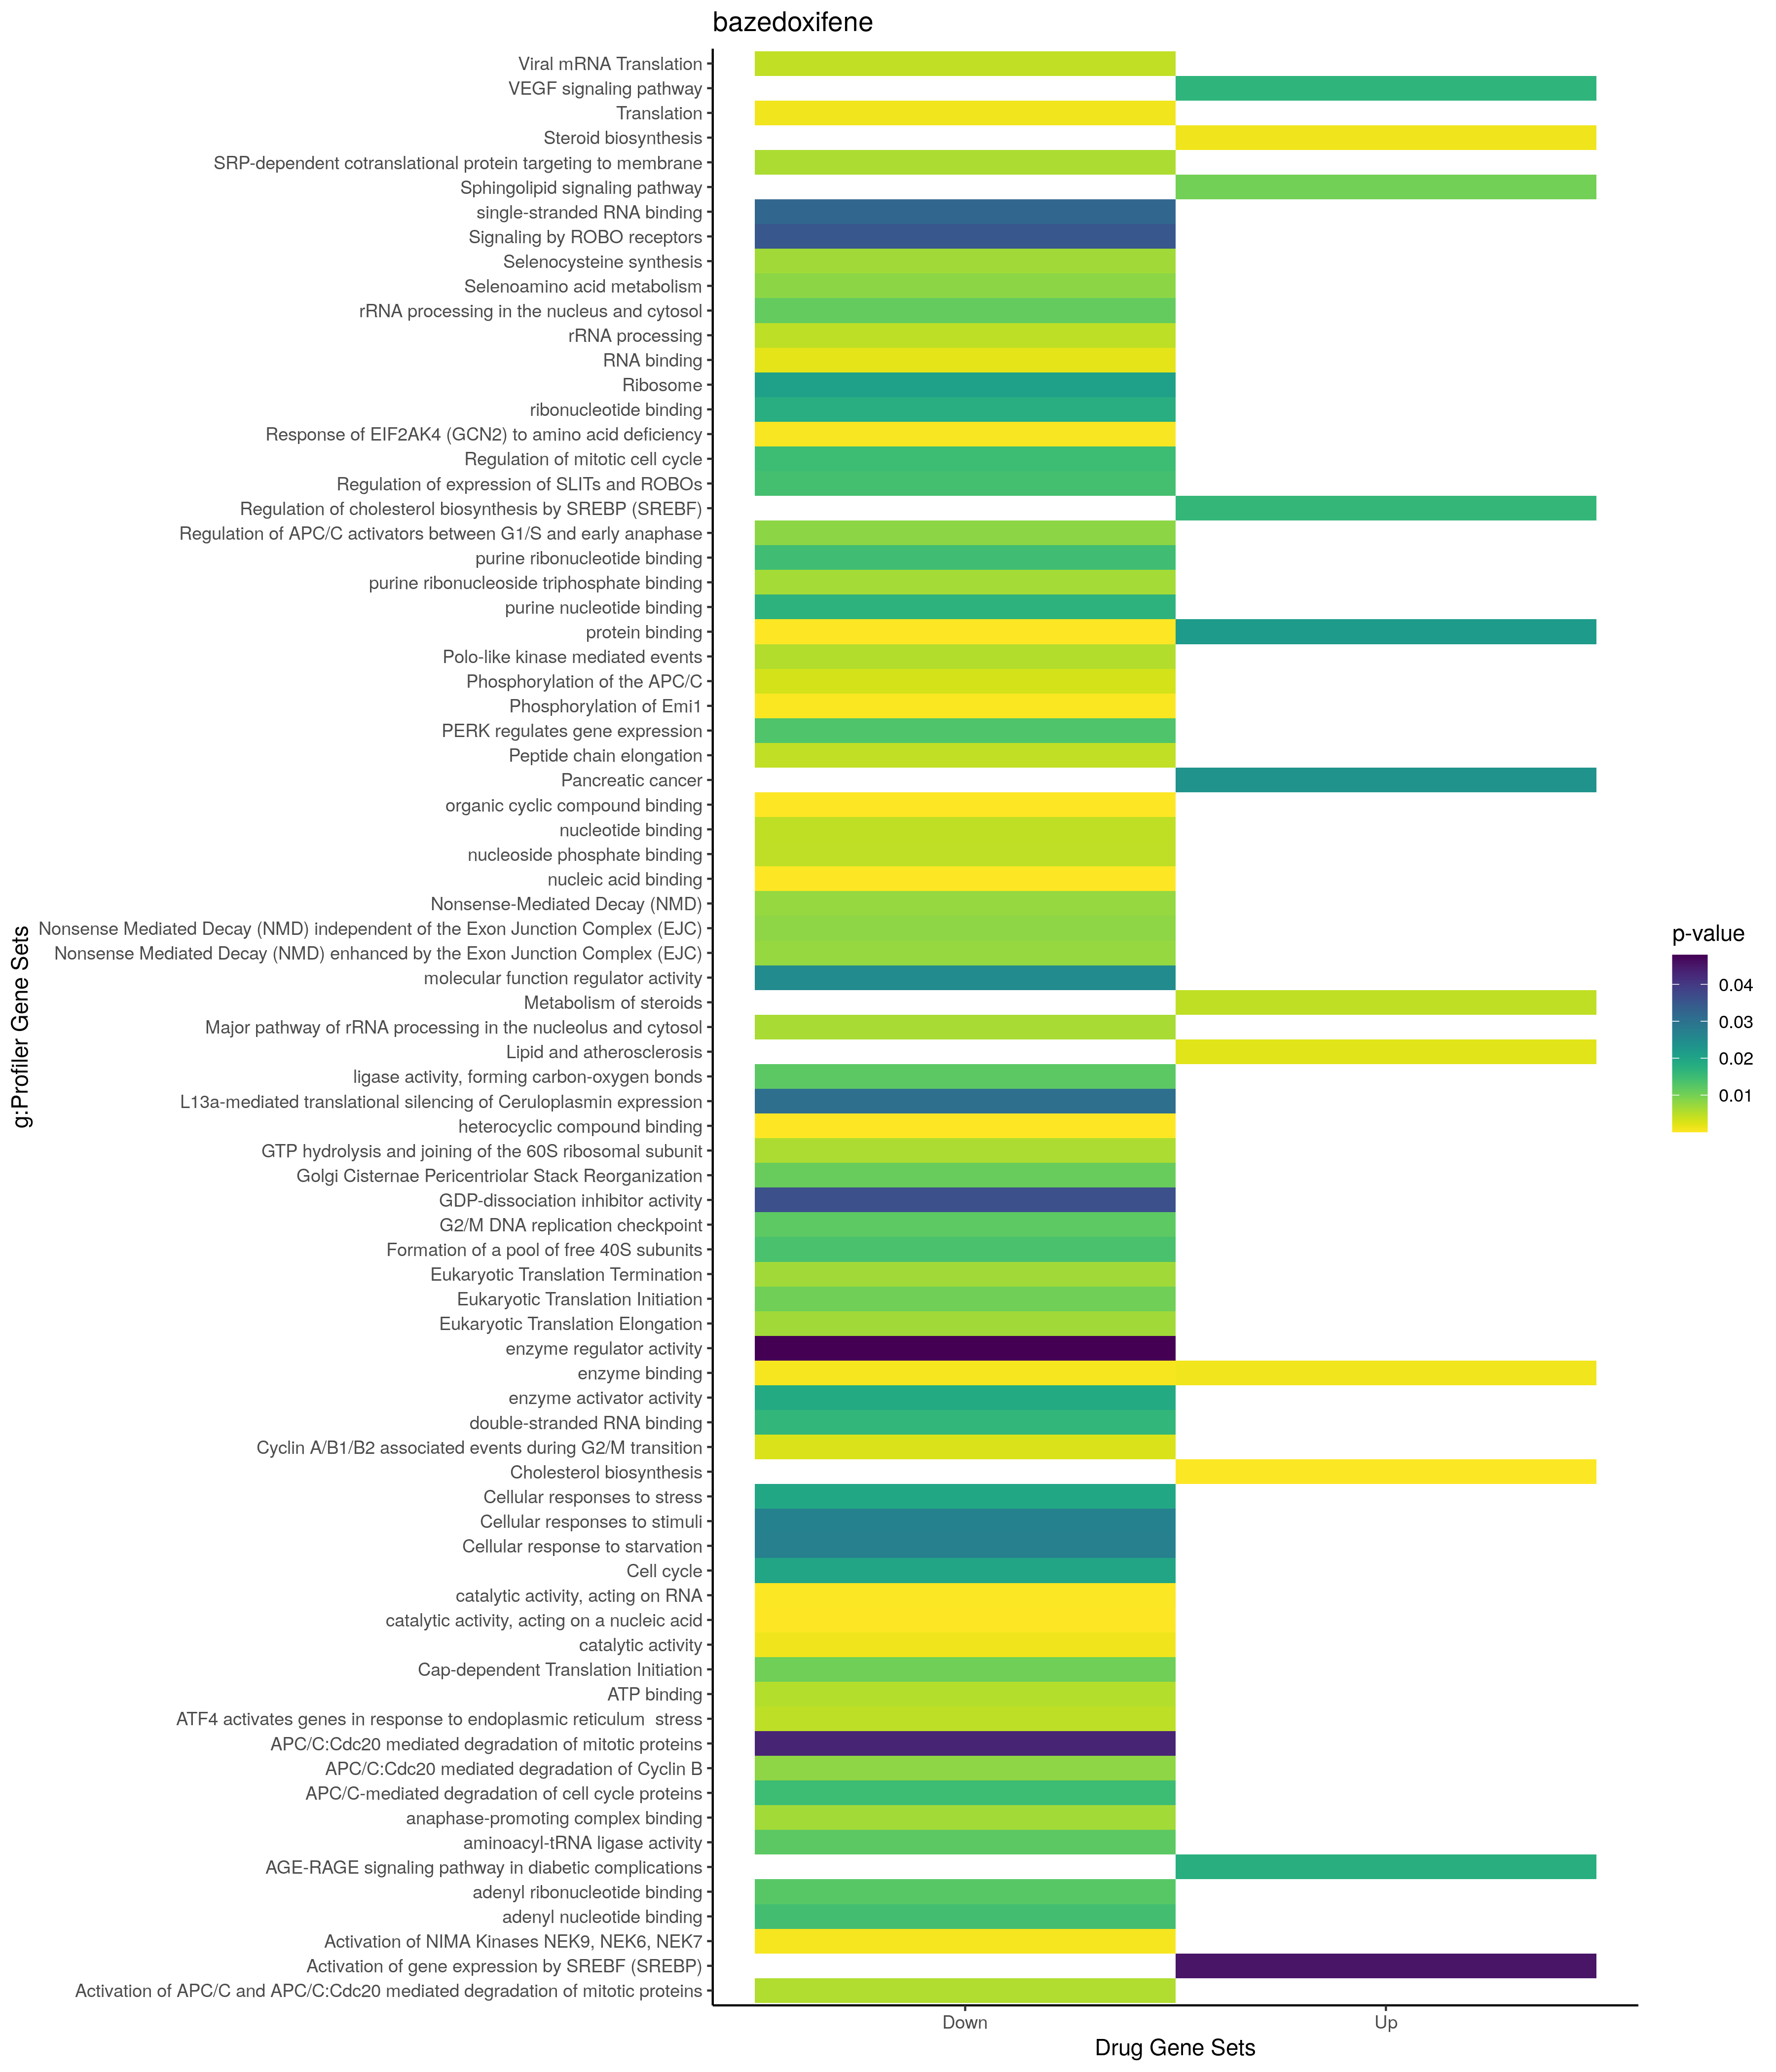 bazedoxifene
Viral mRNA Translation
VEGF signaling pathway
Translation
Steroid biosynthesis
SRP-dependent cotranslational protein targeting to membrane
Sphingolipid signaling pathway
single-stranded RNA binding
Signaling by ROBO receptors
Selenocysteine synthesis
Selenoamino acid metabolism
rRNA processing in the nucleus and cytosol
rRNA processing
RNA binding
Ribosome
ribonucleotide binding
Response of EIF2AK4 (GCN2) to amino acid deficiency
Regulation of mitotic cell cycle
Regulation of expression of SLITs and ROBOs
Regulation of cholesterol biosynthesis by SREBP (SREBF)
Regulation of APC/C activators between G1/S and early anaphase
purine ribonucleotide binding
purine ribonucleoside triphosphate binding
purine nucleotide binding
protein binding
Polo-like kinase mediated events
Phosphorylation of the APC/C
Phosphorylation of Emi1
PERK regulates gene expression
Peptide chain elongation
Pancreatic cancer
organic cyclic compound binding
nucleotide binding
nucleoside phosphate binding
nucleic acid binding
Nonsense-Mediated Decay (NMD)
Nonsense Mediated Decay (NMD) independent of the Exon Junction Complex (EJC)
Nonsense Mediated Decay (NMD) enhanced by the Exon Junction Complex (EJC)
molecular function regulator activity
Metabolism of steroids
Major pathway of rRNA processing in the nucleolus and cytosol
Lipid and atherosclerosis
ligase activity, forming carbon-oxygen bonds
L13a-mediated translational silencing of Ceruloplasmin expression
heterocyclic compound binding
GTP hydrolysis and joining of the 60S ribosomal subunit
Golgi Cisternae Pericentriolar Stack Reorganization
GDP-dissociation inhibitor activity
G2/M DNA replication checkpoint
Formation of a pool of free 40S subunits
Eukaryotic Translation Termination
Eukaryotic Translation Initiation
Eukaryotic Translation Elongation
enzyme regulator activity
enzyme binding
enzyme activator activity
double-stranded RNA binding
Cyclin A/B1/B2 associated events during G2/M transition
Cholesterol biosynthesis
Cellular responses to stress
Cellular responses to stimuli
Cellular response to starvation
Cell cycle
catalytic activity, acting on RNA
catalytic activity, acting on a nucleic acid
catalytic activity
Cap-dependent Translation Initiation
ATP binding
ATF4 activates genes in response to endoplasmic reticulum  stress
APC/C:Cdc20 mediated degradation of mitotic proteins
APC/C:Cdc20 mediated degradation of Cyclin B
APC/C-mediated degradation of cell cycle proteins
anaphase-promoting complex binding
aminoacyl-tRNA ligase activity
AGE-RAGE signaling pathway in diabetic complications
adenyl ribonucleotide binding
adenyl nucleotide binding
Activation of NIMA Kinases NEK9, NEK6, NEK7
Activation of gene expression by SREBF (SREBP)
Activation of APC/C and APC/C:Cdc20 mediated degradation of mitotic proteins
g:Profiler Gene Sets
Down
Up
Drug Gene Sets
p-value
0.04
0.03
0.02
0.01